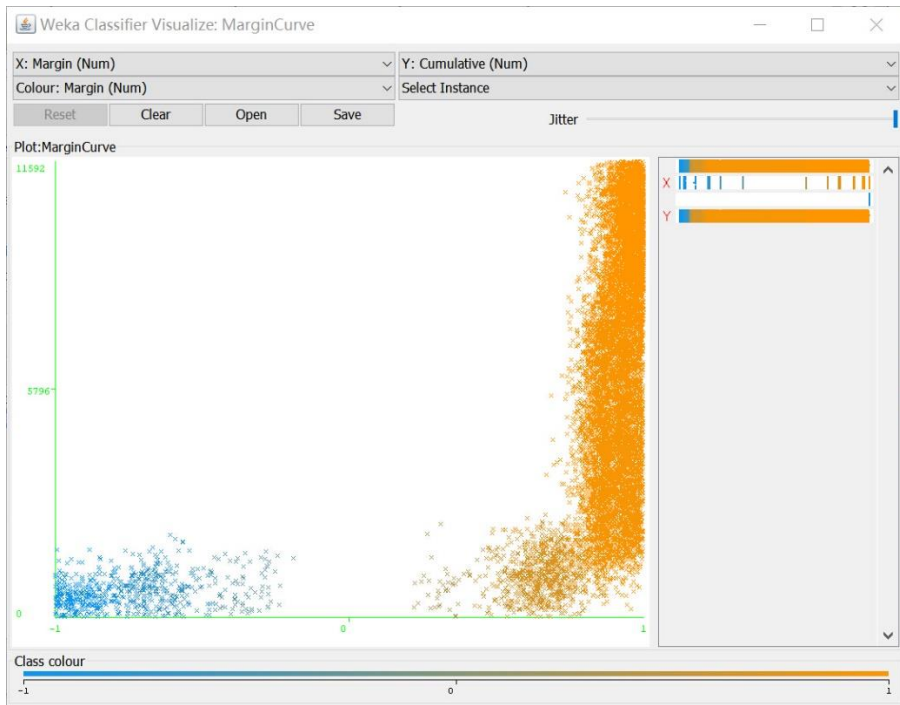 Weka Classifier Visualize: MarginCurve
X: Margin (Num)
Y: Cumulative (Num)
Colour: Margin (Num)
Select Instance
Reset
Clear
Open
Save
Jitter
Plot:MarginCurve
11592
5796
0
-1
0
1
X
Y
Class colour
-1
0
1